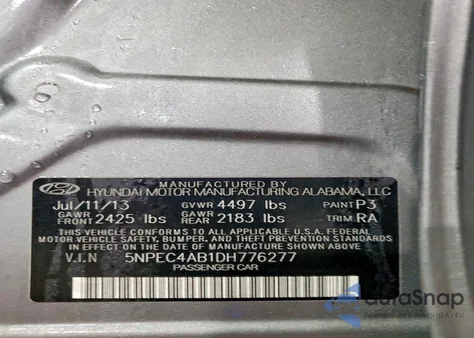 MANUFACTURED BY
HYUNDAI MOTOR MANUFACTURING ALABAMA, LLC
Jul/11/13 GVWR 4497 lbs PAINT P3
GAWR FRONT 2425 lbs GAWR REAR 2183 lbs TRIM RA
THIS VEHICLE CONFORMS TO ALL APPLICABLE FEDERAL
MOTOR VEHICLE SAFETY, BUMPER, AND THEFT PREVENTION
STANDARDS IN EFFECT ON THE DATE OF MANUFACTURE SHOWN ABOVE.
V.I.N 5NPEC4AB1DH776277
PASSENGER CAR
AutoSnap